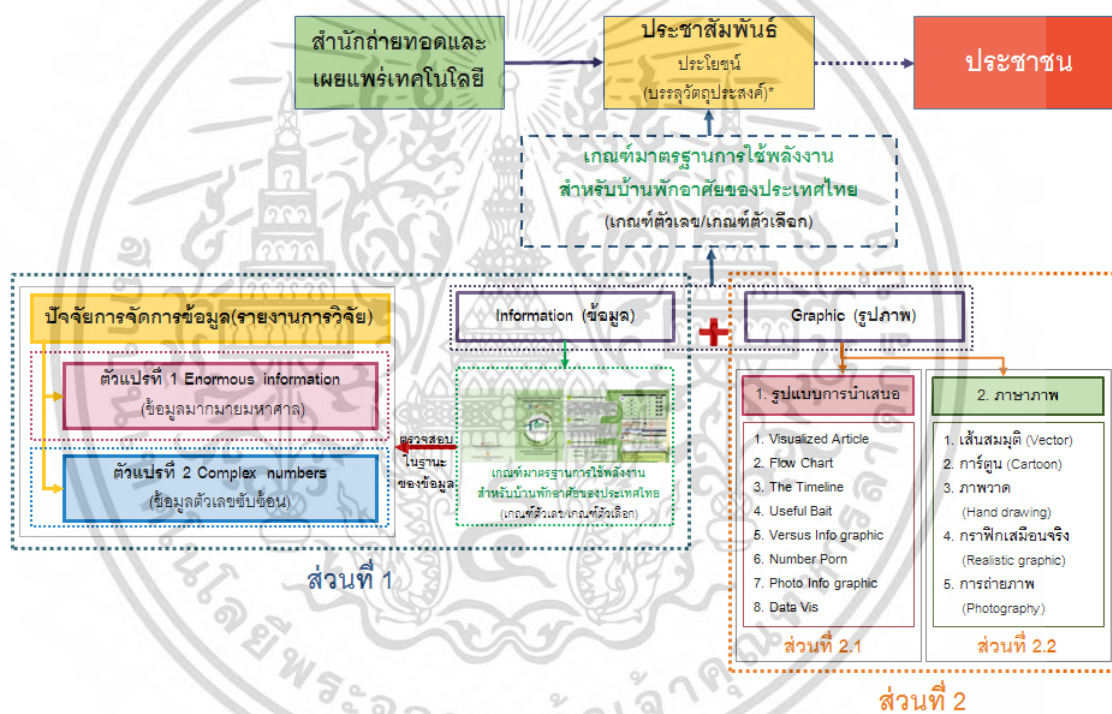 สำนักถ่ายทอดและ
เผยแพร่เทคโนโลยี
ประชาสัมพันธ์
ประโยชน์
(บรรลุวัตถุประสงค์)*
ประชาชน
เกณฑ์มาตรฐานการใช้พลังงาน
สำหรับบ้านพักอาศัยของประเทศไทย
(เกณฑ์ตัวเลข/เกณฑ์ตัวเลือก)
ปัจจัยการจัดการข้อมูล(รายงานการวิจัย)
ตัวแปรที่ 1 Enormous information
(ข้อมูลมากมายมหาศาล)
ตัวแปรที่ 2 Complex numbers
(ข้อมูลตัวเลขซับซ้อน)
ตรวจสอบ
ในฐานะ
ของข้อมูล
Information (ข้อมูล)
เกณฑ์มาตรฐานการใช้พลังงาน
สำหรับบ้านพักอาศัยของประเทศไทย
(เกณฑ์ตัวเลข/เกณฑ์ตัวเลือก)
ส่วนที่ 1
+
Graphic (รูปภาพ)
1. รูปแบบการนำเสนอ
1. Visualized Article
2. Flow Chart
3. The Timeline
4. Useful Bait
5. Versus Info graphic
6. Number Porn
7. Photo Info graphic
8. Data Vis
ส่วนที่ 2.1
2. ภาษาภาพ
1. เส้นสมมุติ (Vector)
2. การ์ตูน (Cartoon)
3. ภาพวาด
(Hand drawing)
4. กราฟิกเสมือนจริง
(Realistic graphic)
5. การถ่ายภาพ
(Photography)
ส่วนที่ 2.2
ส่วนที่ 2